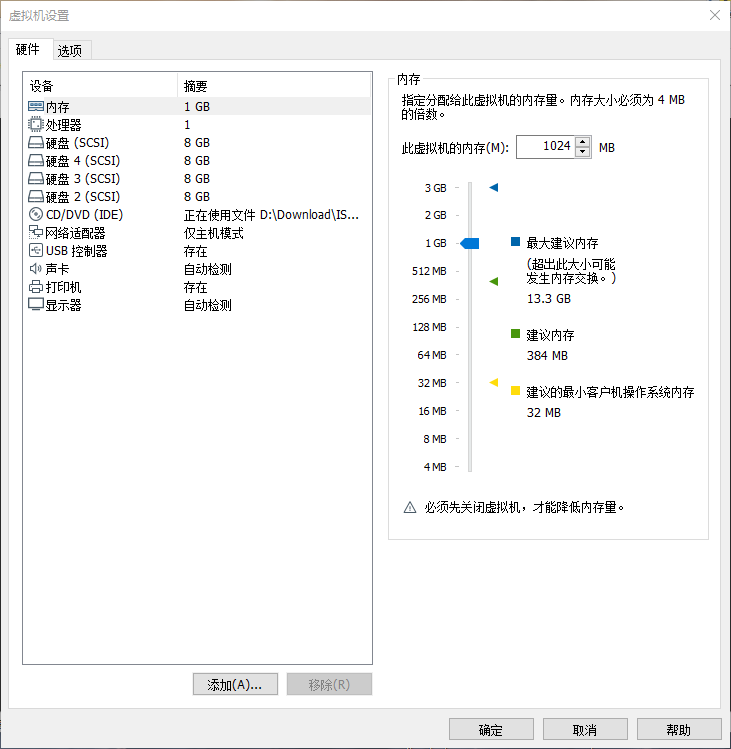 虚拟机设置
硬件 选项
设备 摘要
内存 1 GB
处理器 1
硬盘 (SCSI) 8 GB
硬盘 4 (SCSI) 8 GB
硬盘 3 (SCSI) 8 GB
硬盘 2 (SCSI) 8 GB
CD/DVD (IDE) 正在使用文件 D:\Download\IS...
网络适配器 仅主机模式
USB 控制器 存在
声卡 自动检测
打印机 存在
显示器 自动检测
添加(A)... 移除(R)
内存
指定分配给此虚拟机的内存量。内存大小必须为 4 MB
的倍数。
此虚拟机的内存(M): 1024 MB
3 GB
2 GB
1 GB
512 MB
256 MB
128 MB
64 MB
32 MB
16 MB
8 MB
4 MB
最大建议内存
(超出此大小可能
发生内存交换。)
13.3 GB
建议内存
384 MB
建议的最小客户机操作系统内存
32 MB
必须先关闭虚拟机，才能降低内存量。
确定 取消 帮助